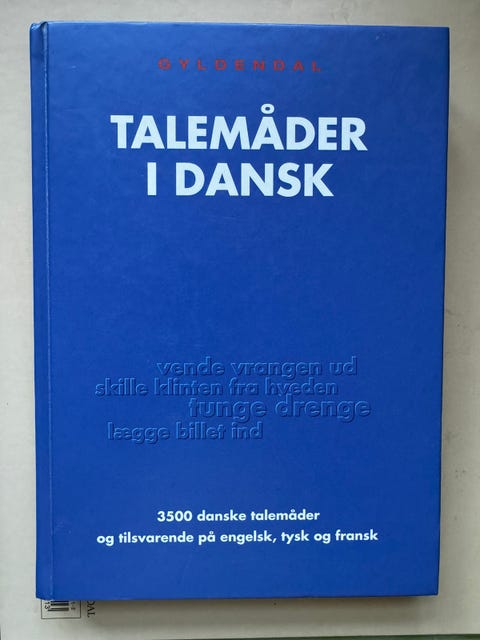 GYLDENDAL
TALEMÅDER
I DANSK
vende vrangen ud
skille klinten fra hveden
tunge drenge
lægge billet ind
3500 danske talemåder
og tilsvarende på engelsk, tysk og fransk